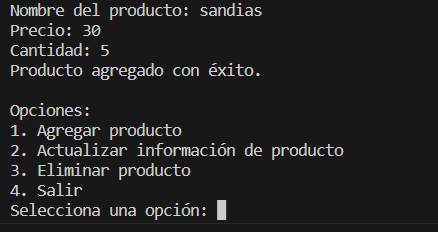 Nombre del producto: sandias
Precio: 30
Cantidad: 5
Producto agregado con éxito.

Opciones:
1. Agregar producto
2. Actualizar información de producto
3. Eliminar producto
4. Salir
Selecciona una opción: